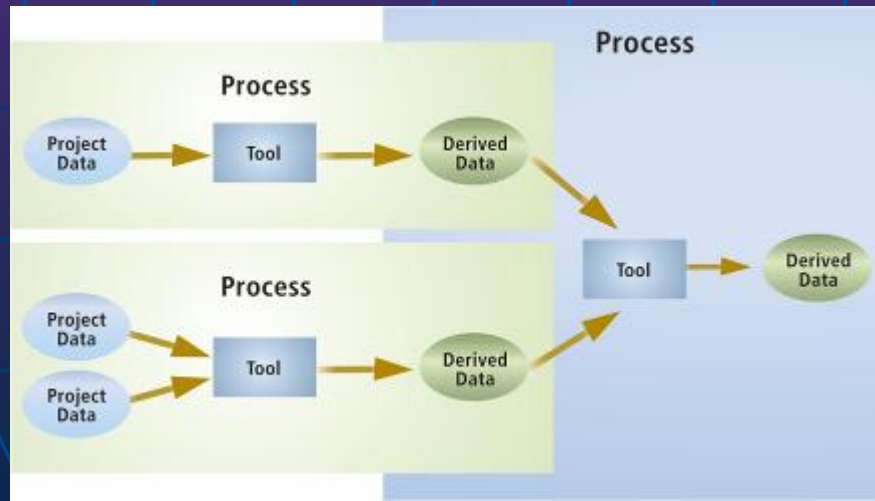 Process
Process
Project
Data
Tool
Derived
Data
Tool
Derived
Data
Process
Project
Data
Project
Data
Tool
Derived
Data